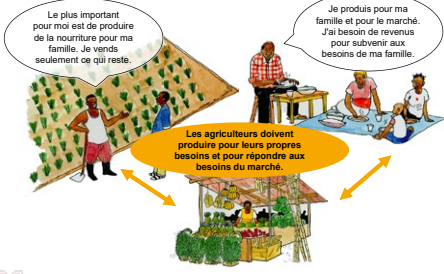 Le plus important
pour moi est de produire
de la nourriture pour ma
famille. Je vends
seulement ce qui reste.
Je produis pour ma
famille et pour le marché.
J'ai besoin de revenus
pour subvenir aux
besoins de ma famille.
Les agriculteurs doivent
produire pour leurs propres
besoins et pour répondre aux
besoins du marché.